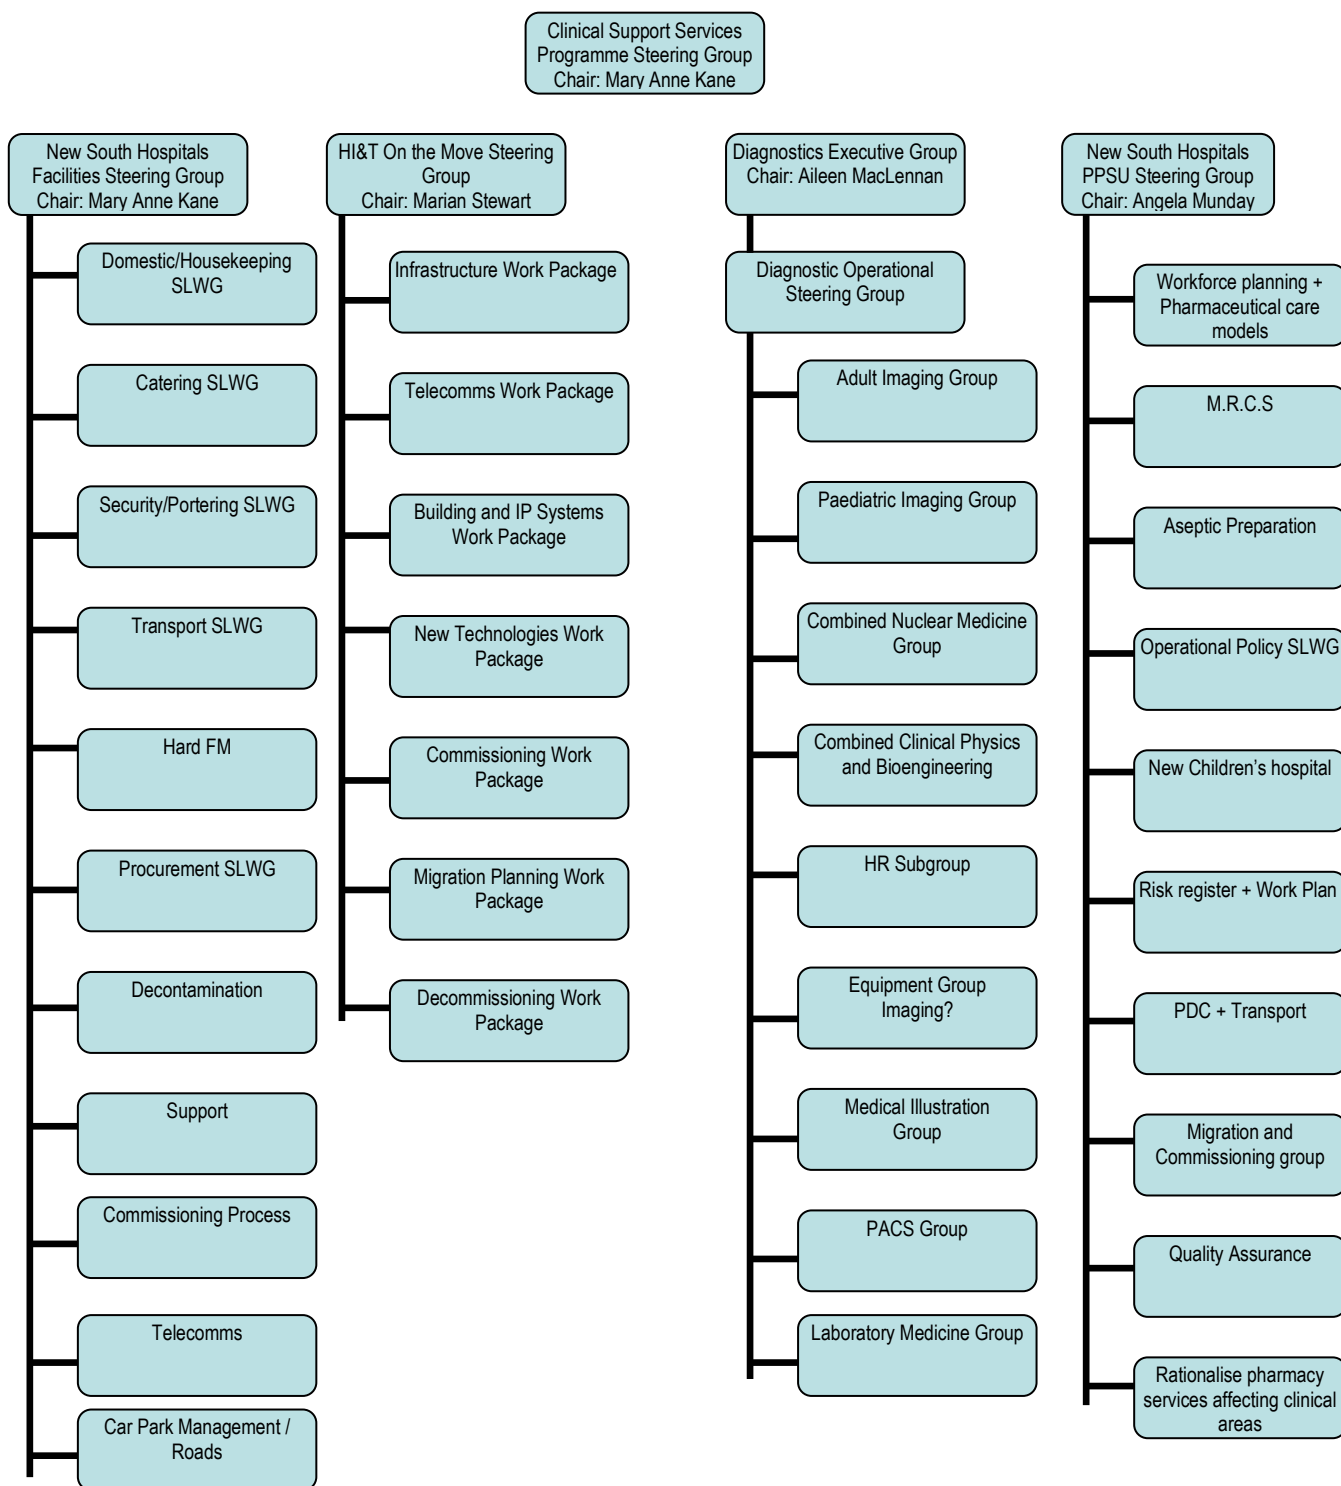 Clinical Support Services
Programme Steering Group
Chair: Mary Anne Kane
New South Hospitals
Facilities Steering Group
Chair: Mary Anne Kane
Domestic/Housekeeping
SLWG
Catering SLWG
Security/Portering SLWG
Transport SLWG
Hard FM
Procurement SLWG
Decontamination
Support
Commissioning Process
Telecomms
Car Park Management /
Roads
HI&T On the Move Steering
Group
Chair: Marian Stewart
Infrastructure Work Package
Telecomms Work Package
Building and IP Systems
Work Package
New Technologies Work
Package
Commissioning Work
Package
Migration Planning Work
Package
Decommissioning Work
Package
Diagnostics Executive Group
Chair: Aileen MacLennan
Diagnostic Operational
Steering Group
Adult Imaging Group
Paediatric Imaging Group
Combined Nuclear Medicine
Group
Combined Clinical Physics
and Bioengineering
HR Subgroup
Equipment Group
Imaging?
Medical Illustration
Group
PACS Group
Laboratory Medicine Group
New South Hospitals
PPSU Steering Group
Chair: Angela Munday
Workforce planning +
Pharmaceutical care
models
M.R.C.S
Aseptic Preparation
Operational Policy SLWG
New Children’s hospital
Risk register + Work Plan
PDC + Transport
Migration and
Commissioning group
Quality Assurance
Rationalise pharmacy
services affecting clinical
areas